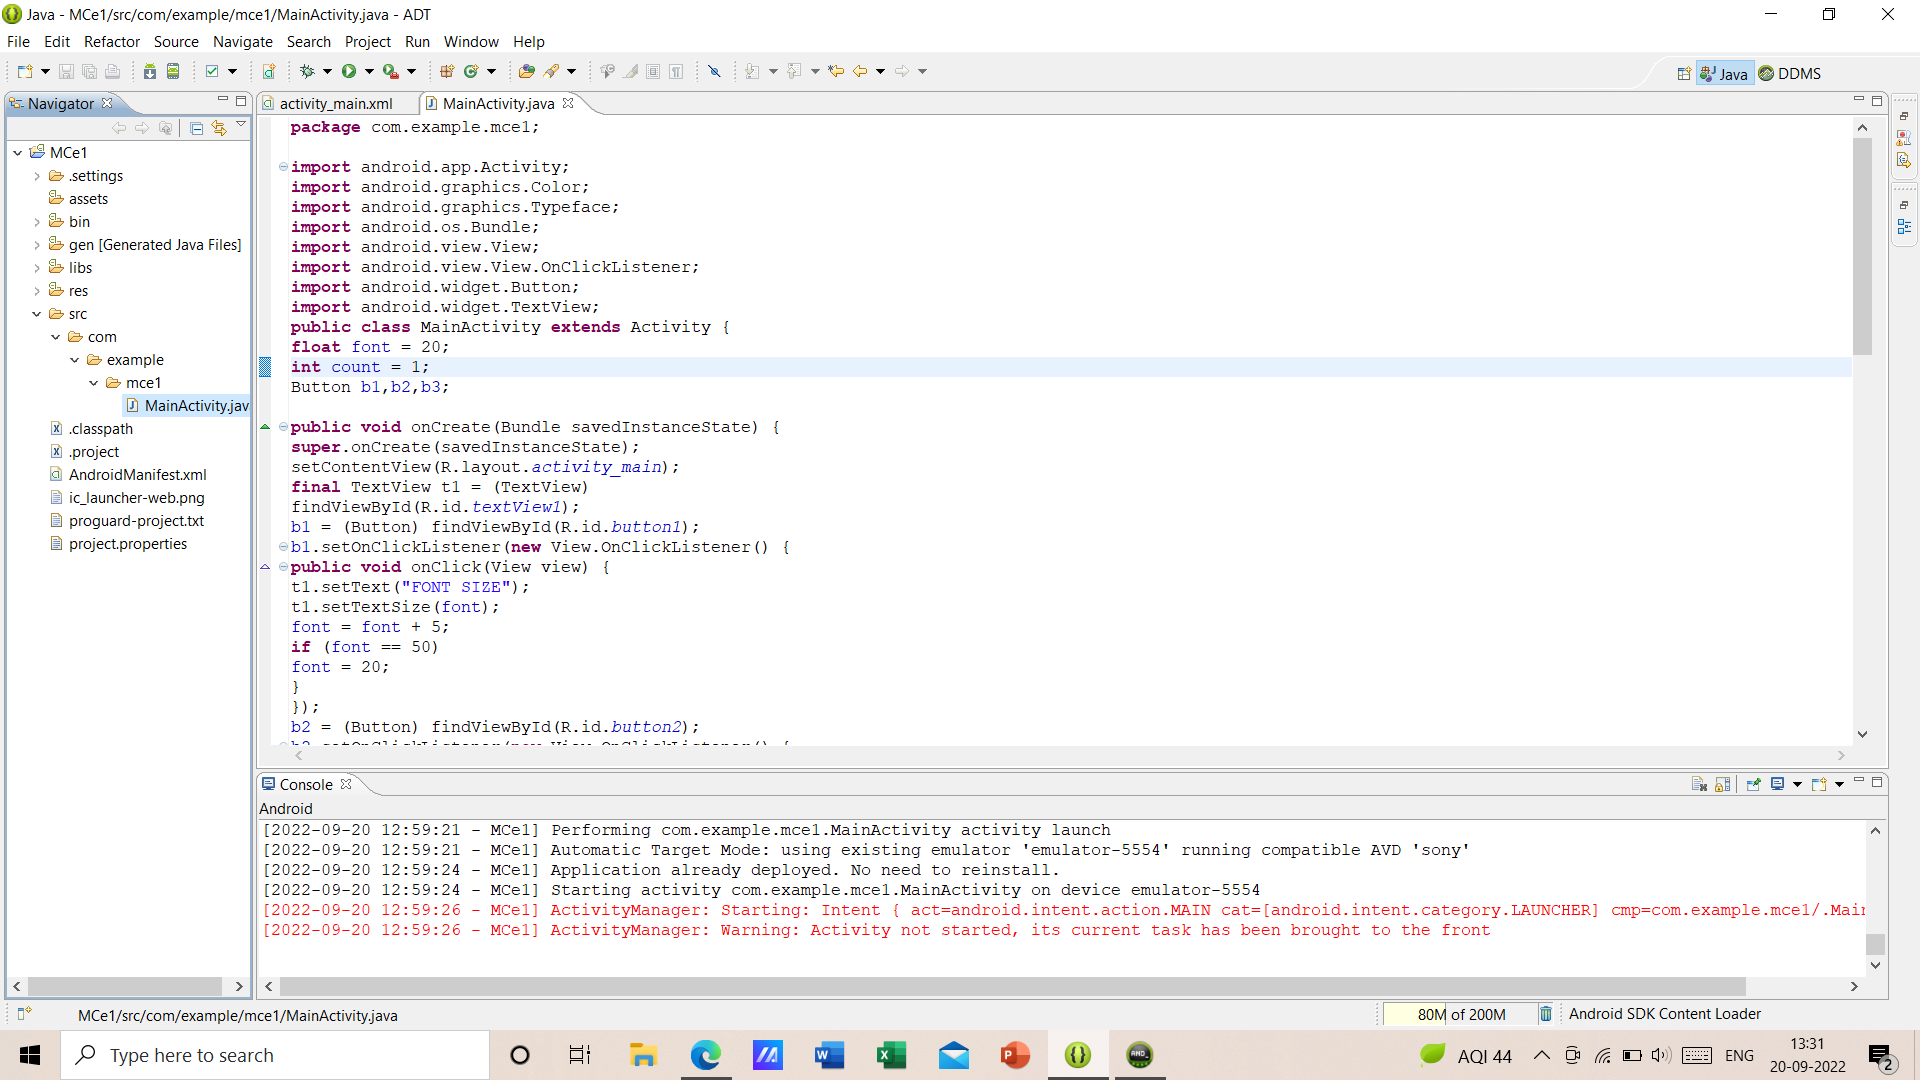 Java - MCe1/src/com/example/mce1/MainActivity.java - ADT
File Edit Refactor Source Navigate Search Project Run Window Help
Java DDMS
Navigator
MCe1
.settings
assets
bin
gen [Generated Java Files]
libs
res
src
com
example
mce1
MainActivity.jav
.classpath
.project
AndroidManifest.xml
ic_launcher-web.png
proguard-project.txt
project.properties
activity_main.xml MainActivity.java
package com.example.mce1;
import android.app.Activity;
import android.graphics.Color;
import android.graphics.Typeface;
import android.os.Bundle;
import android.view.View;
import android.view.View.OnClickListener;
import android.widget.Button;
import android.widget.TextView;
public class MainActivity extends Activity {
float font = 20;
int count = 1;
Button b1,b2,b3;
public void onCreate(Bundle savedInstanceState) {
super.onCreate(savedInstanceState);
setContentView(R.layout.activity_main);
final TextView t1 = (TextView)
findViewById(R.id.textView1);
b1 = (Button) findViewById(R.id.button1);
b1.setOnClickListener(new View.OnClickListener() {
public void onClick(View view) {
t1.setText("FONT SIZE");
t1.setTextSize(font);
font = font + 5;
if (font == 50)
font = 20;
}
});
b2 = (Button) findViewById(R.id.button2);
Console
Android
[2022-09-20 12:59:21 - MCe1] Performing com.example.mce1.MainActivity activity launch
[2022-09-20 12:59:21 - MCe1] Automatic Target Mode: using existing emulator 'emulator-5554' running compatible AVD 'sony'
[2022-09-20 12:59:24 - MCe1] Application already deployed. No need to reinstall.
[2022-09-20 12:59:24 - MCe1] Starting activity com.example.mce1.MainActivity on device emulator-5554
[2022-09-20 12:59:26 - MCe1] ActivityManager: Starting: Intent { act=android.intent.action.MAIN cat=[android.intent.category.LAUNCHER] cmp=com.example.mce1/.Mair
[2022-09-20 12:59:26 - MCe1] ActivityManager: Warning: Activity not started, its current task has been brought to the front
MCe1/src/com/example/mce1/MainActivity.java
80M of 200M
Android SDK Content Loader
Type here to search
AQI 44
ENG
13:31
20-09-2022
2